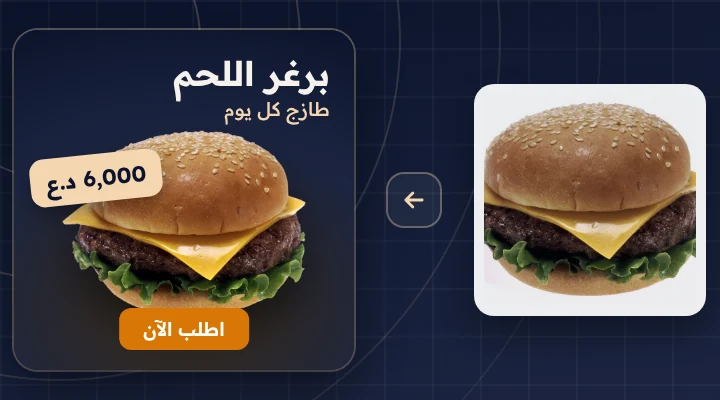 برغر اللحم
طازج كل يوم
6,000 د.ع
اطلب الآن